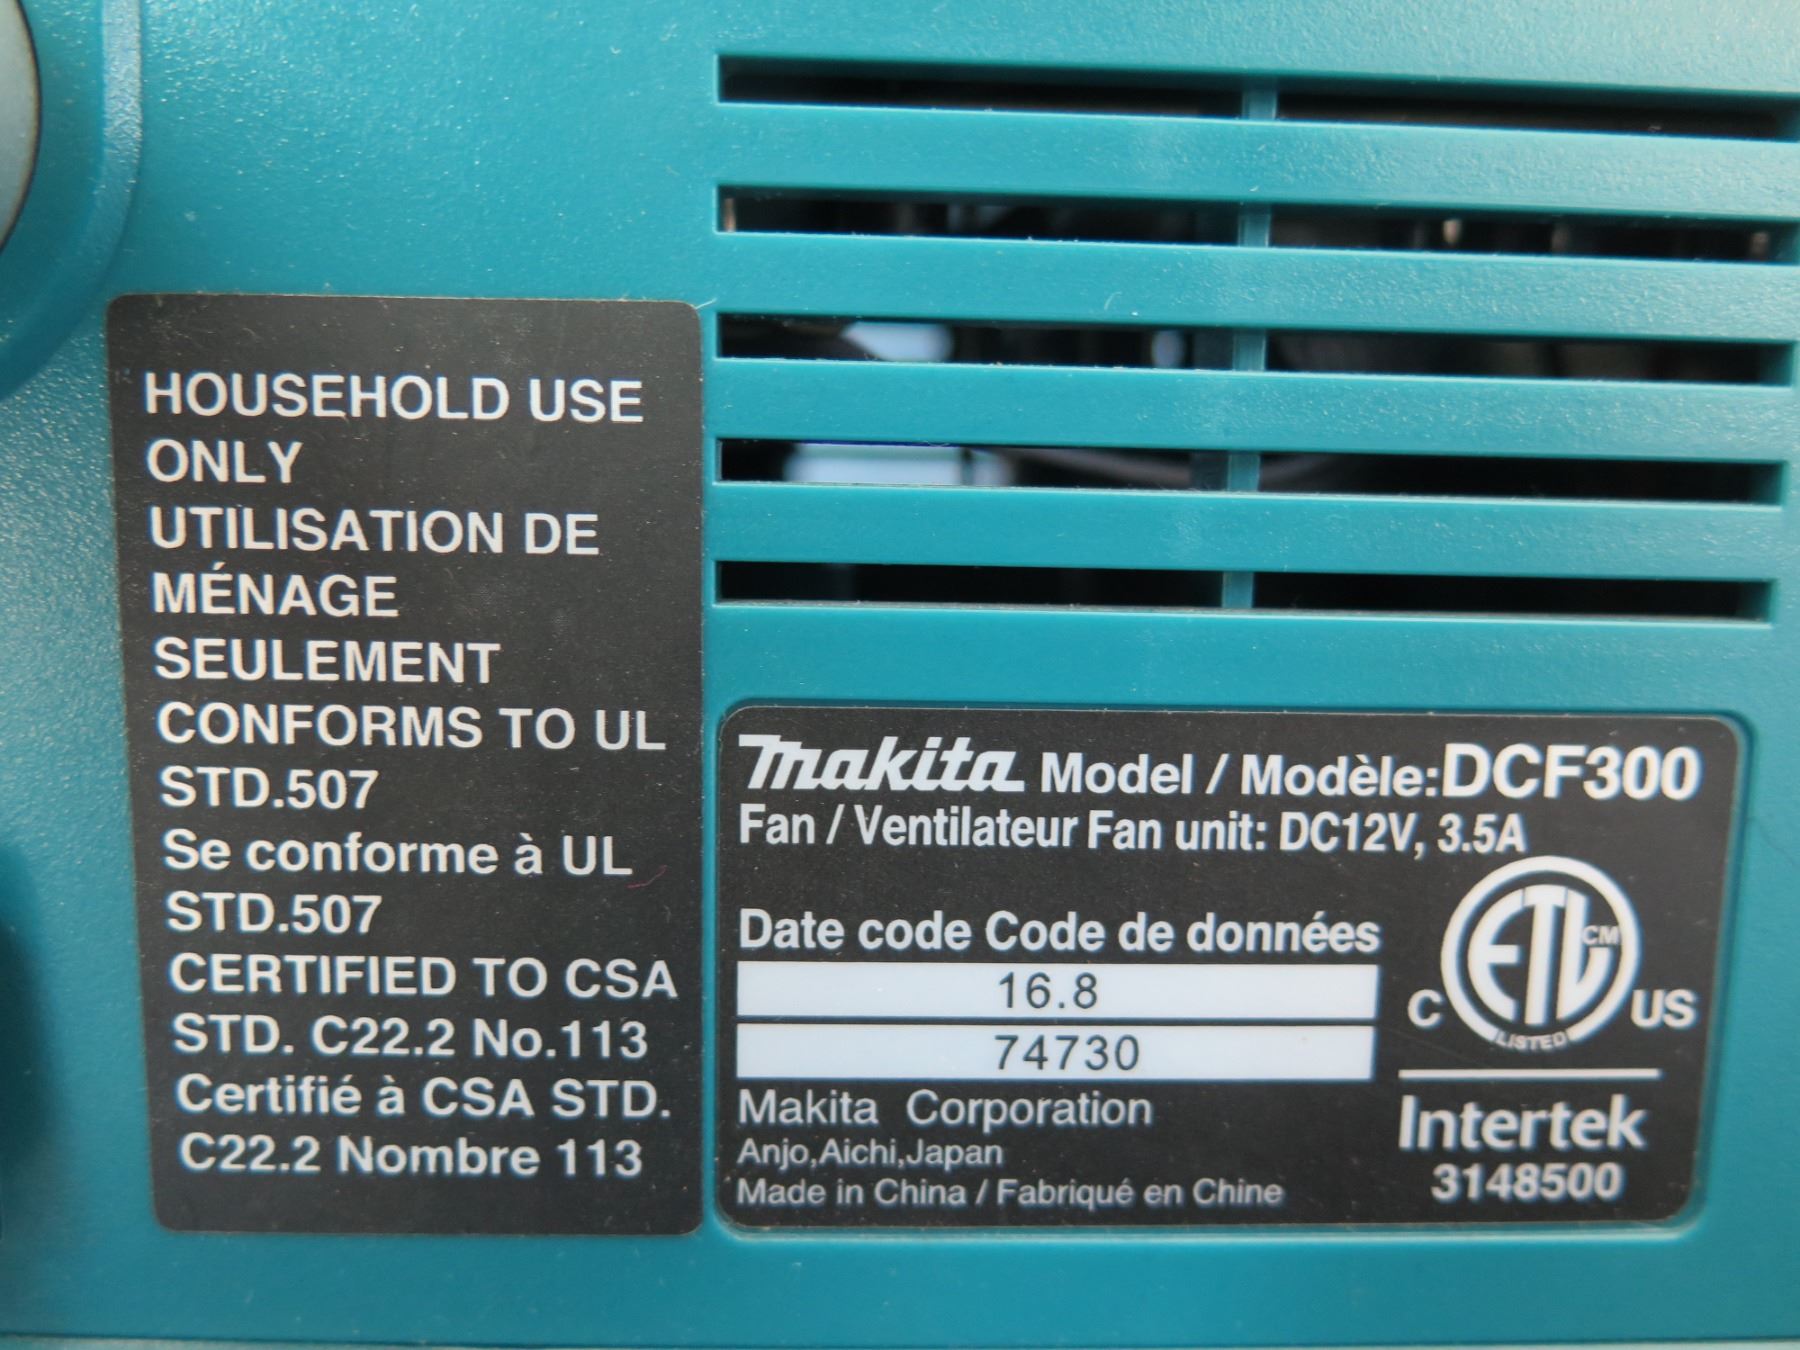 HOUSEHOLD USE
ONLY
UTILISATION DE
MÉNAGE
SEULEMENT
CONFORMS TO UL
STD.507
Se conforme à UL
STD.507
CERTIFIED TO CSA
STD. C22.2 No.113
Certifié à CSA STD.
C22.2 Nombre 113
makita Model / Modèle:DCF300
Fan / Ventilateur Fan unit: DC12V, 3.5A
Date code Code de données
16.8
74730
Makita Corporation
Anjo,Aichi,Japan
Made in China / Fabriqué en Chine
ETL CM
C US
LISTED
Intertek
3148500